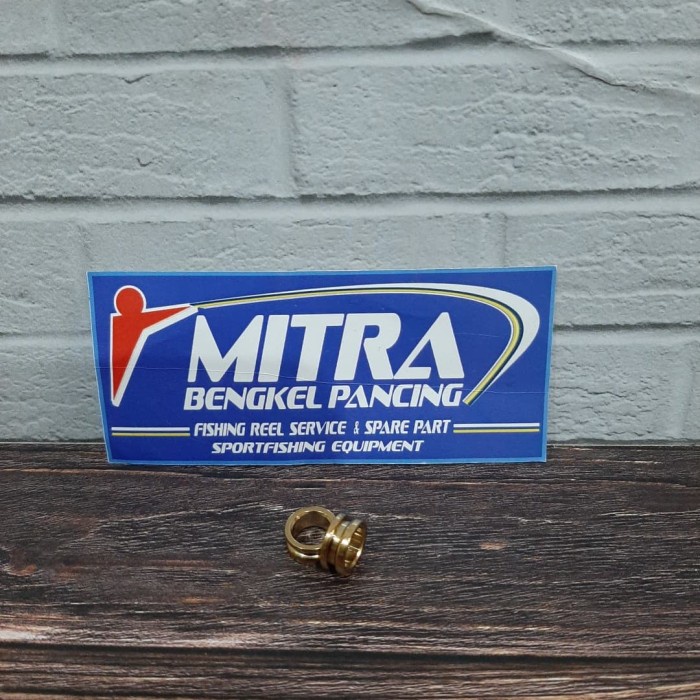 MITRA
BENGKEL PANCING
FISHING REEL SERVICE & SPARE PART
SPORTFISHING EQUIPMENT